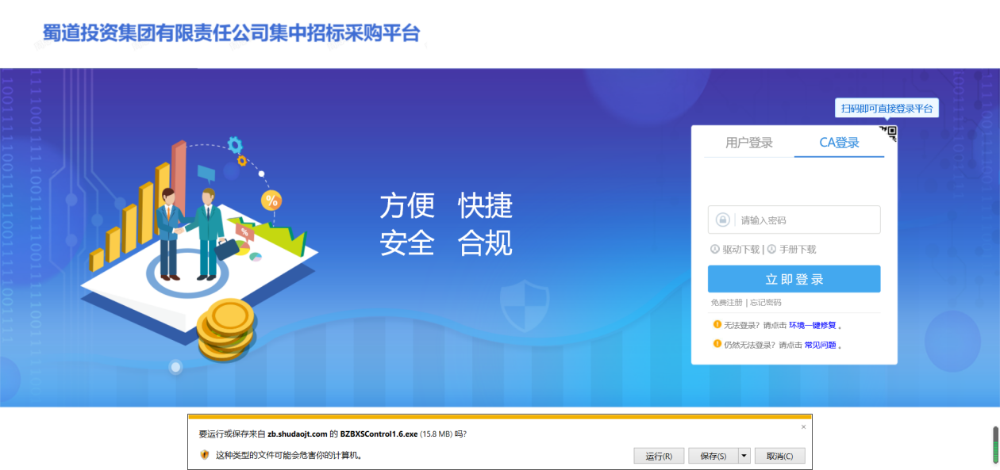 蜀道投资集团有限责任公司集中招标采购平台
扫码即可直接登录平台
用户登录 CA登录
方便 快捷
安全 合规
%
%
请输入密码
驱动下载 | 手册下载
立即登录
免费注册 | 忘记密码
无法登录？请点击 环境一键修复 。
仍然无法登录？请点击 常见问题 。
要运行或保存来自 zb.shudaojt.com 的 BZBXSControl1.6.exe (15.8 MB) 吗?
×
这种类型的文件可能会危害你的计算机。
运行(R) 保存(S) 取消(C)